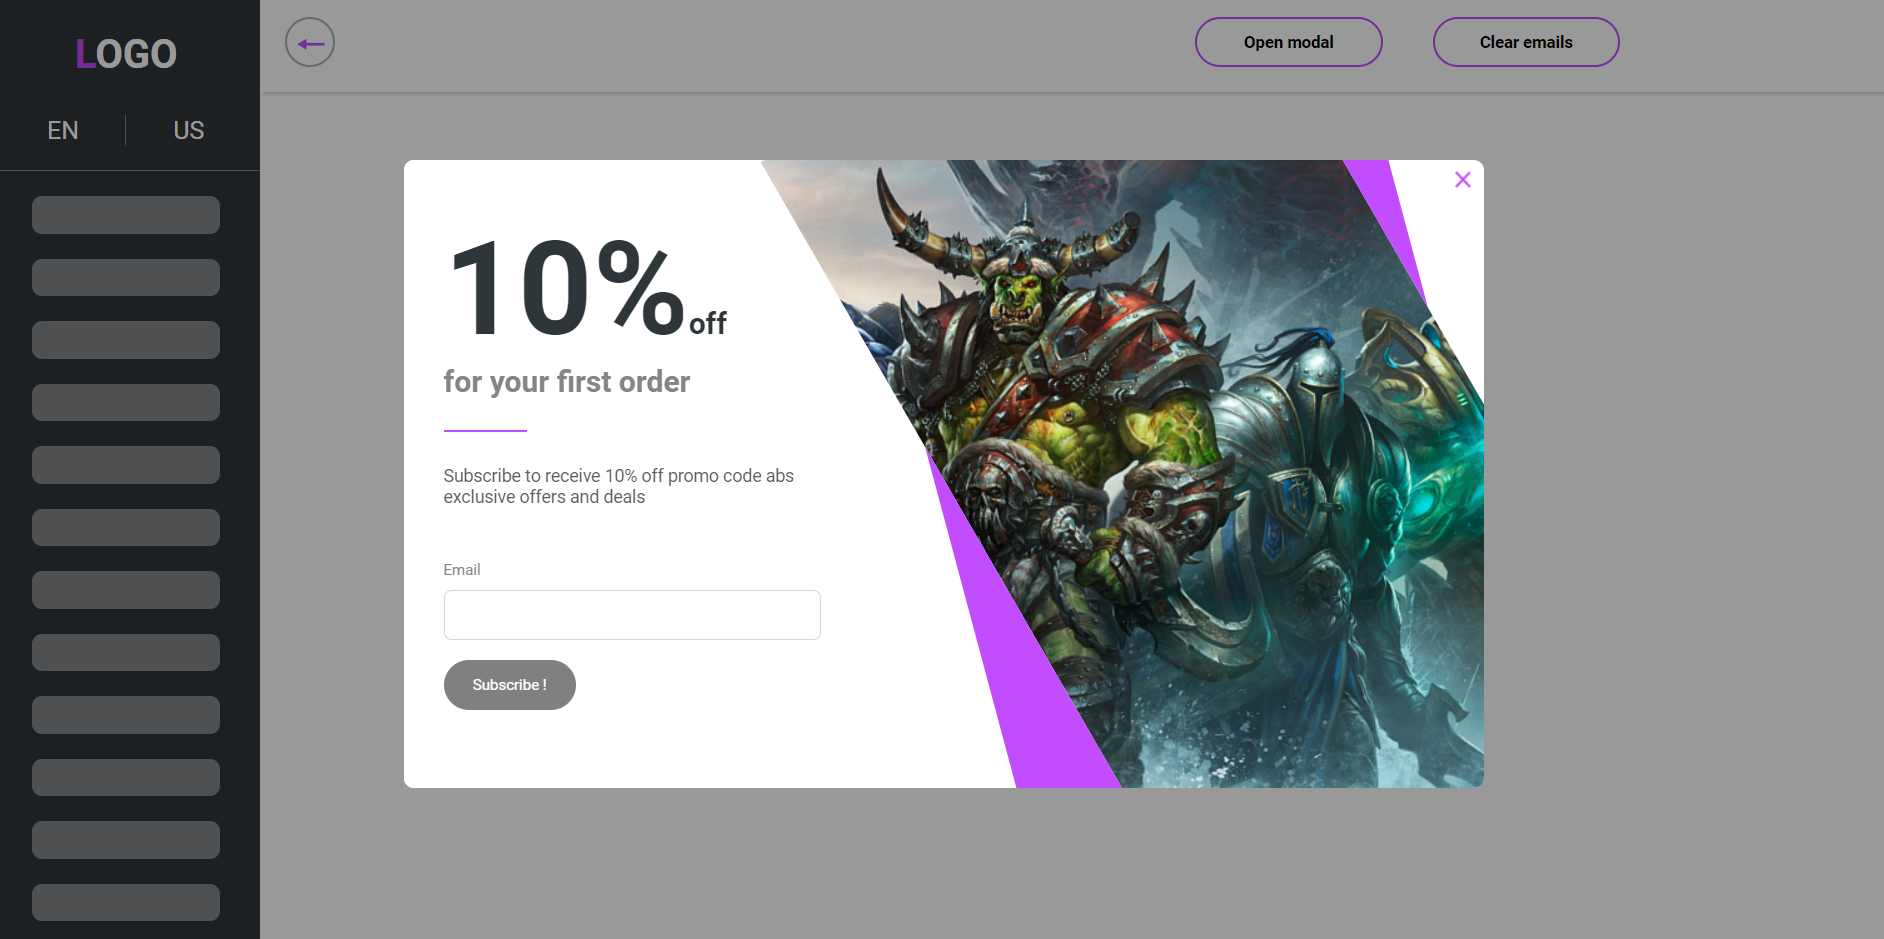 LOGO
EN
US
Open modal
Clear emails
10% off
for your first order
Subscribe to receive 10% off promo code abs
exclusive offers and deals
Email
Subscribe !